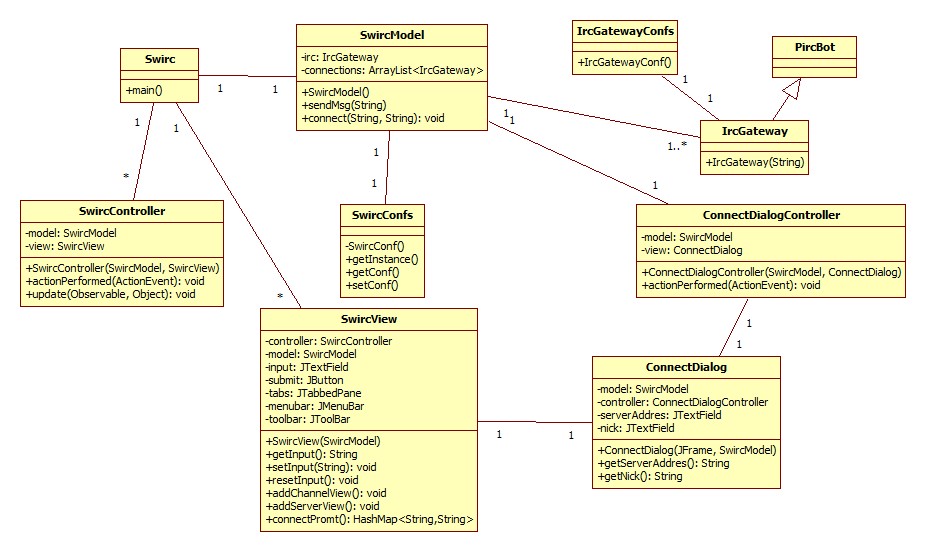 Swirc
+main()
1
1
1
1
*
*
SwircModel
-irc: IrcGateway
-connections: ArrayList<IrcGateway>
+SwircModel()
+sendMsg(String)
+connect(String, String): void
1
1
1
1
1..*
1
IrcGatewayConfs
+IrcGatewayConf()
1
1
PircBot
IrcGateway
+IrcGateway(String)
SwircController
-model: SwircModel
-view: SwircView
+SwircController(SwircModel, SwircView)
+actionPerformed(ActionEvent): void
+update(Observable, Object): void
SwircConfs
-SwircConf()
+getInstance()
+getConf()
+setConf()
ConnectDialogController
-model: SwircModel
-view: ConnectDialog
+ConnectDialogController(SwircModel, ConnectDialog)
+actionPerformed(ActionEvent): void
1
1
SwircView
-controller: SwircController
-model: SwircModel
-input: JTextField
-submit: JButton
-tabs: JTabbedPane
-menubar: JMenuBar
-toolbar: JToolBar
+SwircView(SwircModel)
+getInput(): String
+setInput(String): void
+resetInput(): void
+addChannelView(): void
+addServerView(): void
+connectPromt(): HashMap<String,String>
1
1
ConnectDialog
-model: SwircModel
-controller: ConnectDialogController
-serverAddres: JTextField
-nick: JTextField
+ConnectDialog(JFrame, SwircModel)
+getServerAddres(): String
+getNick(): String